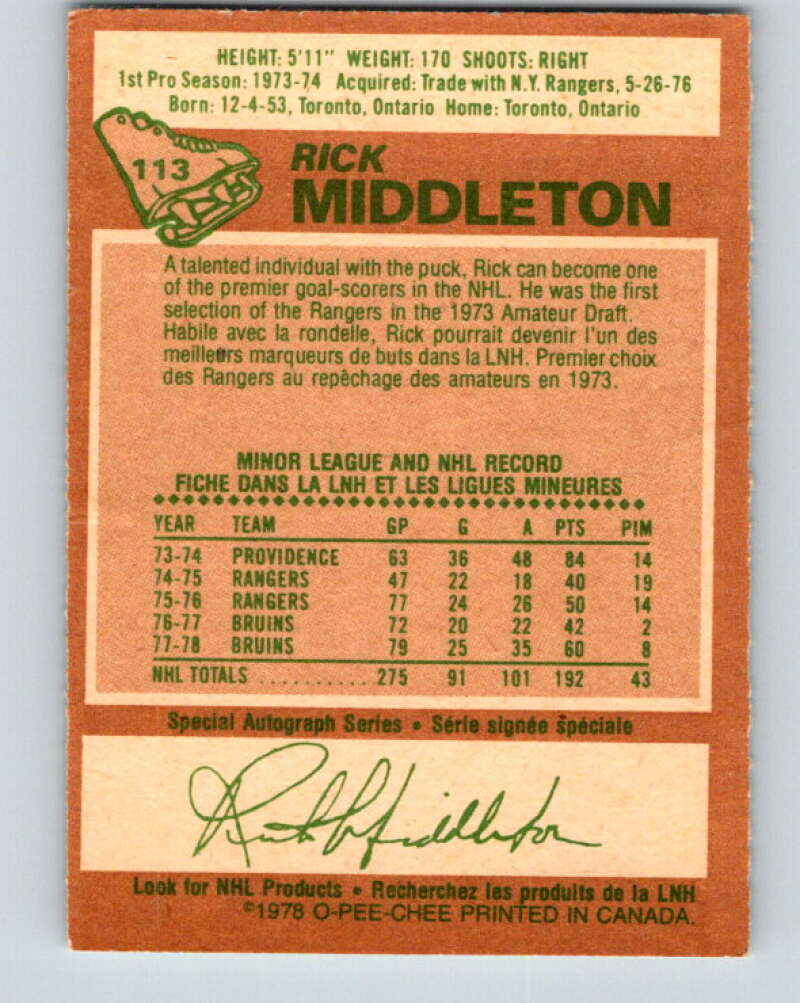 HEIGHT: 5'11" WEIGHT: 170 SHOOTS: RIGHT
1st Pro Season: 1973-74 Acquired: Trade with N.Y. Rangers, 5-26-76
Born: 12-4-53, Toronto, Ontario Home: Toronto, Ontario
113
RICK
MIDDLETON
A talented individual with the puck, Rick can become one
of the premier goal-scorers in the NHL. He was the first
selection of the Rangers in the 1973 Amateur Draft.
Habile avec la rondelle, Rick pourrait devenir l'un des
meilleurs marqueurs de buts dans la LNH. Premier choix
des Rangers au repêchage des amateurs en 1973.
MINOR LEAGUE AND NHL RECORD
FICHE DANS LA LNH ET LES LIGUES MINEURES
YEAR TEAM GP G A PTS PIM
73-74 PROVIDENCE 63 36 48 84 14
74-75 RANGERS 47 22 18 40 19
75-76 RANGERS 77 24 26 50 14
76-77 BRUINS 72 20 22 42 2
77-78 BRUINS 79 25 35 60 8
NHL TOTALS ........... 275 91 101 192 43
Special Autograph Series • Série signée spéciale
Rick Middleton
Look for NHL Products • Recherchez les produits de la LNH
©1978 O-PEE-CHEE PRINTED IN CANADA.